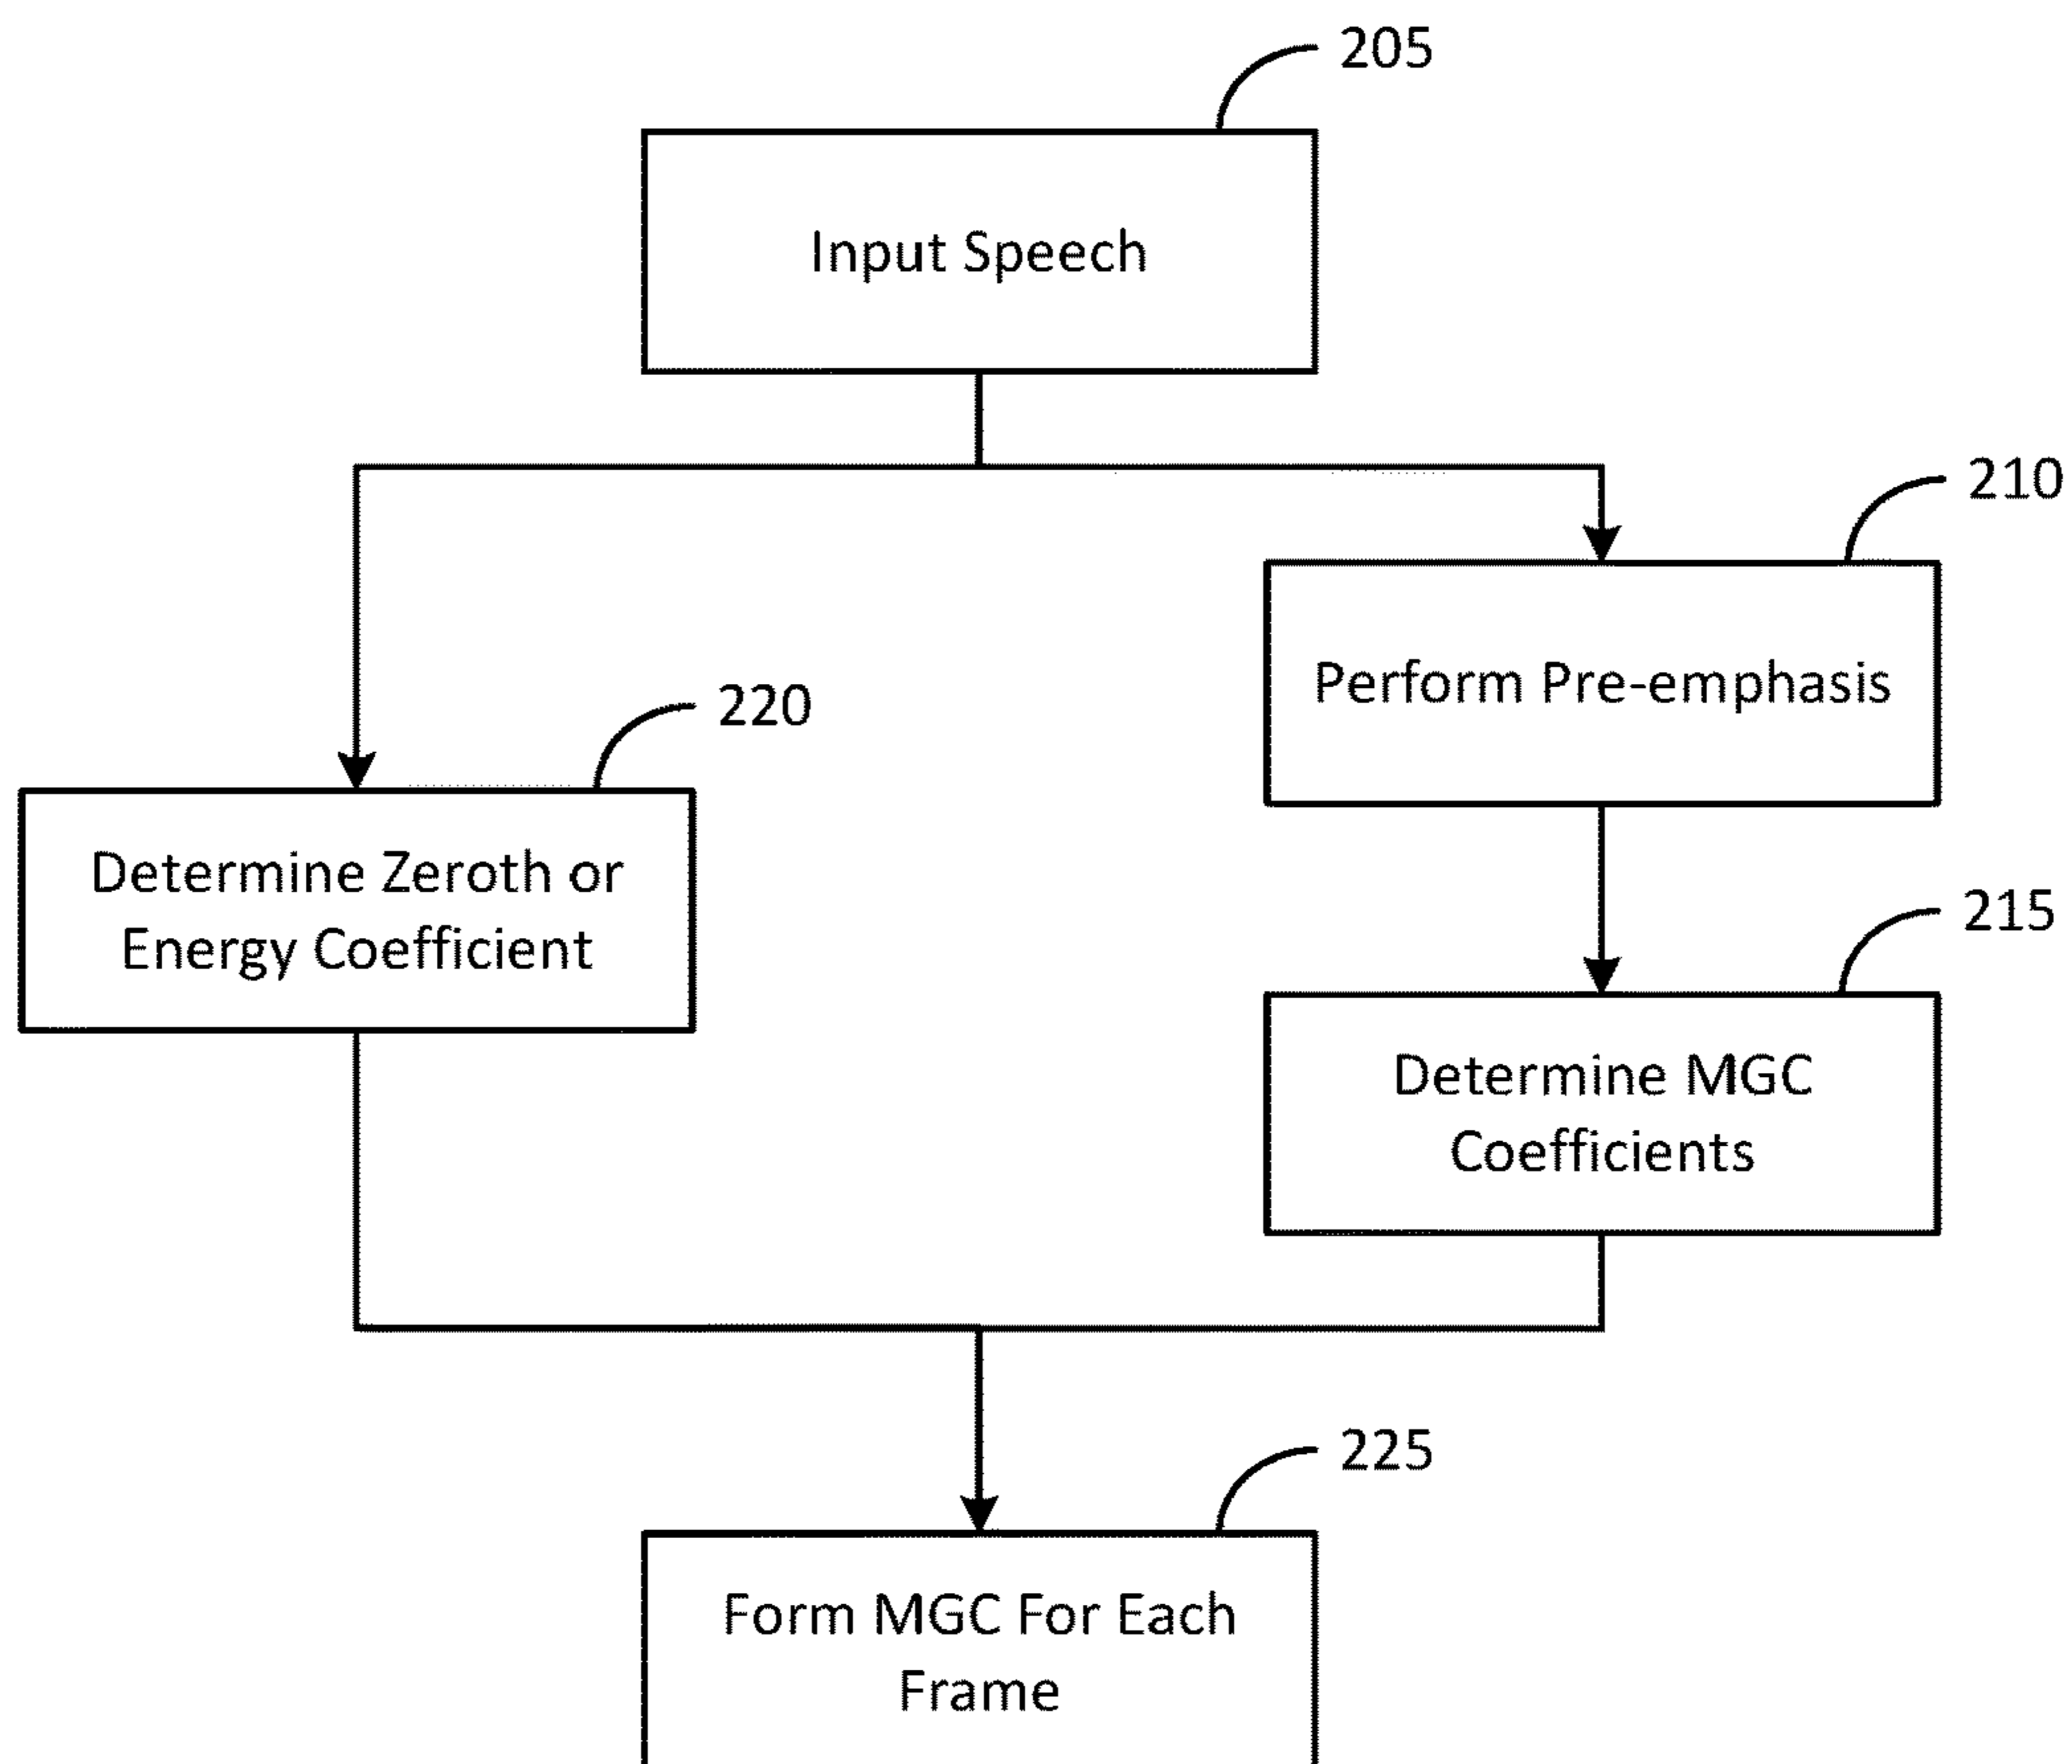 205
Input Speech
210
Perform Pre-emphasis
220
Determine Zeroth or
Energy Coefficient
215
Determine MGC
Coefficients
225
Form MGC For Each
Frame